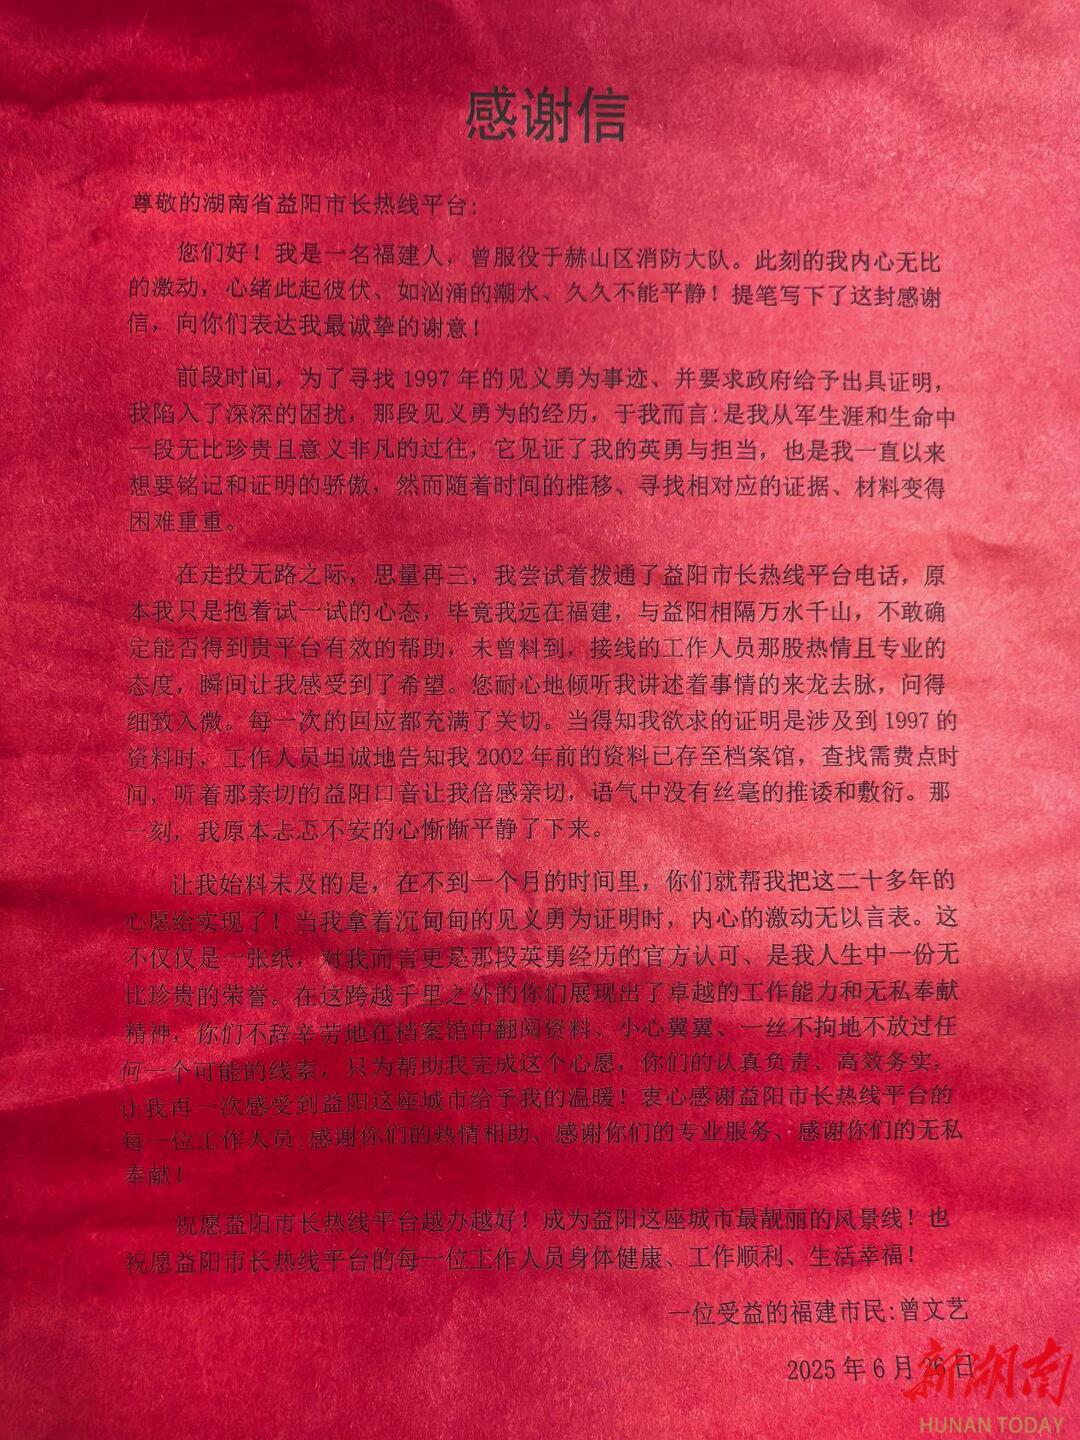 感谢信
尊敬的湖南省益阳市长热线平台:
您们好！我是一名福建人，曾服役于赫山区消防大队。此刻的我内心无比
的激动，心绪此起彼伏、如汹涌的潮水、久久不能平静！提笔写下了这封感谢
信，向你们表达我最诚挚的谢意！
前段时间，为了寻找 1997 年的见义勇为事迹、并要求政府给予出具证明，
我陷入了深深的困扰，那段见义勇为的经历，于我而言:是我从军生涯和生命中
一段无比珍贵且意义非凡的过往，它见证了我的英勇与担当，也是我一直以来
想要铭记和证明的骄傲，然而随着时间的推移、寻找相对应的证据、材料变得
困难重重。
在走投无路之际，思量再三，我尝试着拨通了益阳市长热线平台电话，原
本我只是抱着试一试的心态，毕竟我远在福建，与益阳相隔万水千山，不敢确
定能否得到贵平台有效的帮助，未曾料到，接线的工作人员那股热情且专业的
态度，瞬间让我感受到了希望。您耐心地倾听我讲述着事情的来龙去脉，问得
细致入微。每一次的回应都充满了关切。当得知我欲求的证明是涉及到 1997 的
资料时，工作人员坦诚地告知我 2002 年前的资料已存至档案馆，查找需费点时
间，听着那亲切的益阳口音让我倍感亲切，语气中没有丝毫的推诿和敷衍。那
一刻，我原本忐忑不安的心惭惭平静了下来。
让我始料未及的是，在不到一个月的时间里，你们就帮我把这二十多年的
心愿给实现了！当我拿着沉甸甸的见义勇为证明时，内心的激动无以言表。这
不仅仅是一张纸，对我而言更是那段英勇经历的官方认可、是我人生中一份无
比珍贵的荣誉。在这跨越千里之外的你们展现出了卓越的工作能力和无私奉献
精神，你们不辞辛劳地在档案馆中翻阅资料、小心翼翼、一丝不拘地不放过任
何一个可能的线索，只为帮助我完成这个心愿，你们的认真负责、高效务实，
让我再一次感受到益阳这座城市给予我的温暖！衷心感谢益阳市长热线平台的
每一位工作人员:感谢你们的热情相助、感谢你们的专业服务、感谢你们的无私
奉献！
祝愿益阳市长热线平台越办越好！成为益阳这座城市最靓丽的风景线！也
祝愿益阳市长热线平台的每一位工作人员身体健康、工作顺利、生活幸福！
一位受益的福建市民:曾文艺
2025 年 6 月 26 日
新湖南
HUNAN TODAY